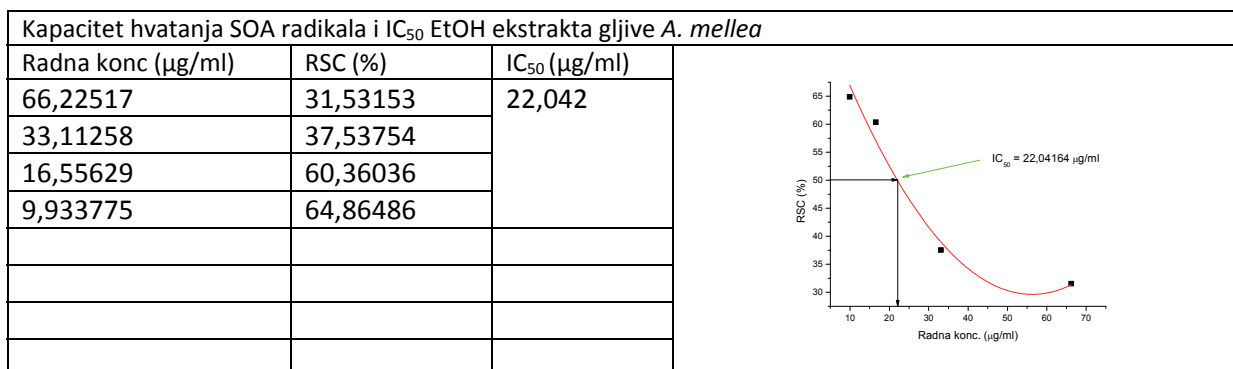 Kapacitet hvatanja SOA radikala i IC50 EtOH ekstrakta gljive A. mellea
Radna konc (µg/ml) RSC (%) IC50 (µg/ml)
66,22517 31,53153 22,042
33,11258 37,53754
16,55629 60,36036
9,933775 64,86486
65
60
55
50
45
40
35
30
RSC (%)
IC50 = 22,04164 µg/ml
10 20 30 40 50 60 70
Radna konc. (µg/ml)